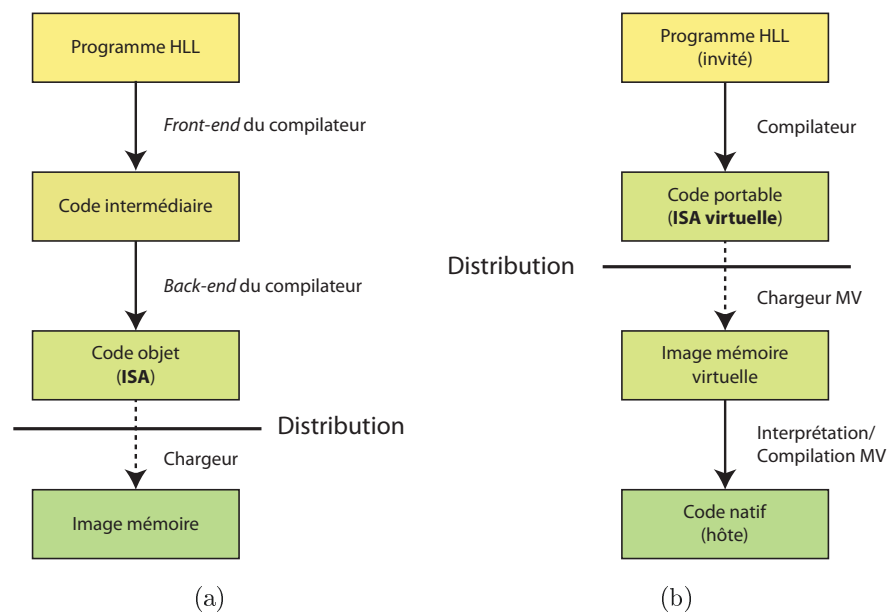 Programme HLL
Front-end du compilateur
Code intermédiaire
Back-end du compilateur
Code objet
(ISA)
Distribution
Chargeur
Image mémoire
(a)
Programme HLL
(invité)
Compilateur
Code portable
(ISA virtuelle)
Distribution
Chargeur MV
Image mémoire
virtuelle
Interprétation/
Compilation MV
Code natif
(hôte)
(b)